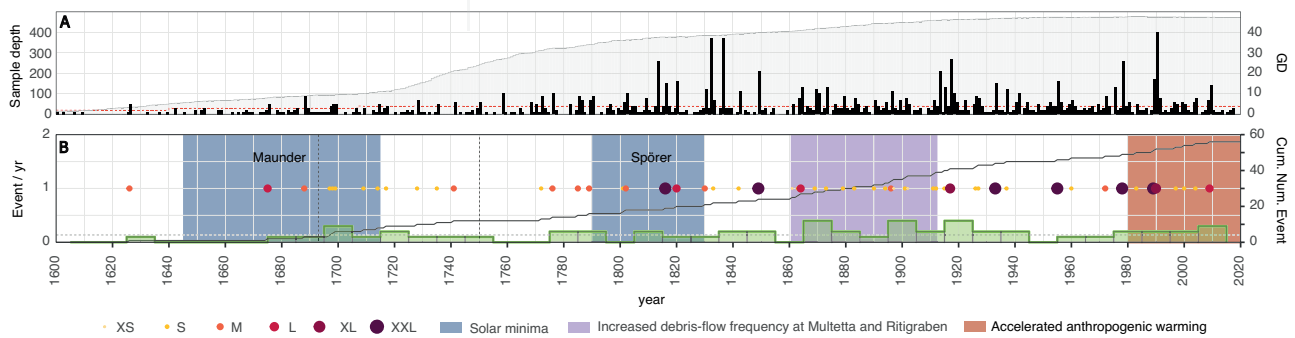 A
Sample depth
400
300
200
100
0
40
30
20
10
0
GD
B
Event / yr
2
1
0
Maunder
Spörer
60
40
20
0
Cum. Num. Event
1600 1620 1640 1660 1680 1700 1720 1740 1760 1780 1800 1820 1840 1860 1880 1900 1920 1940 1960 1980 2000 2020
year
XS S M L XL XXL Solar minima Increased debris-flow frequency at Multetta and Ritigraben Accelerated anthropogenic warming